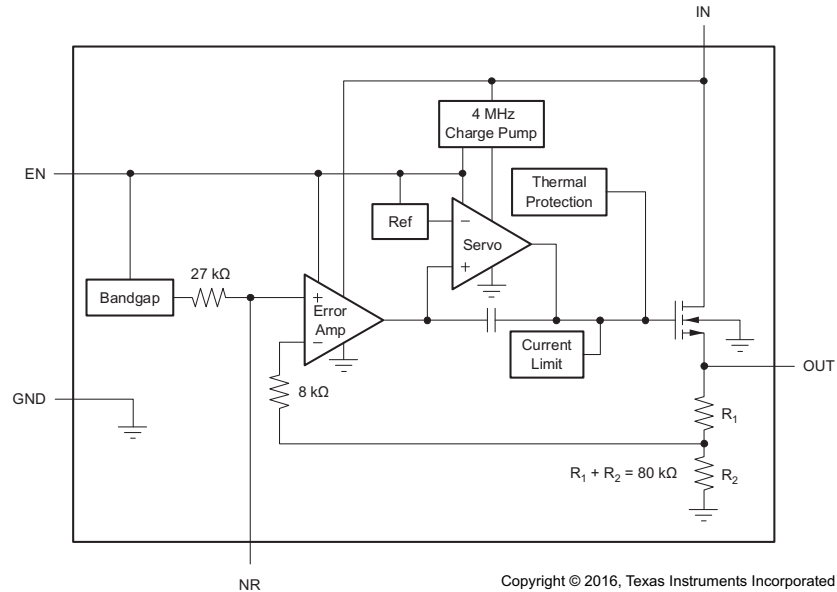 IN
4 MHz
Charge Pump
EN
Thermal
Protection
Ref
−
Servo
+
27 kΩ
Bandgap
+
Error
Amp
−
Current
Limit
OUT
8 kΩ
GND
R1
R1 + R2 = 80 kΩ
R2
NR
Copyright © 2016, Texas Instruments Incorporated